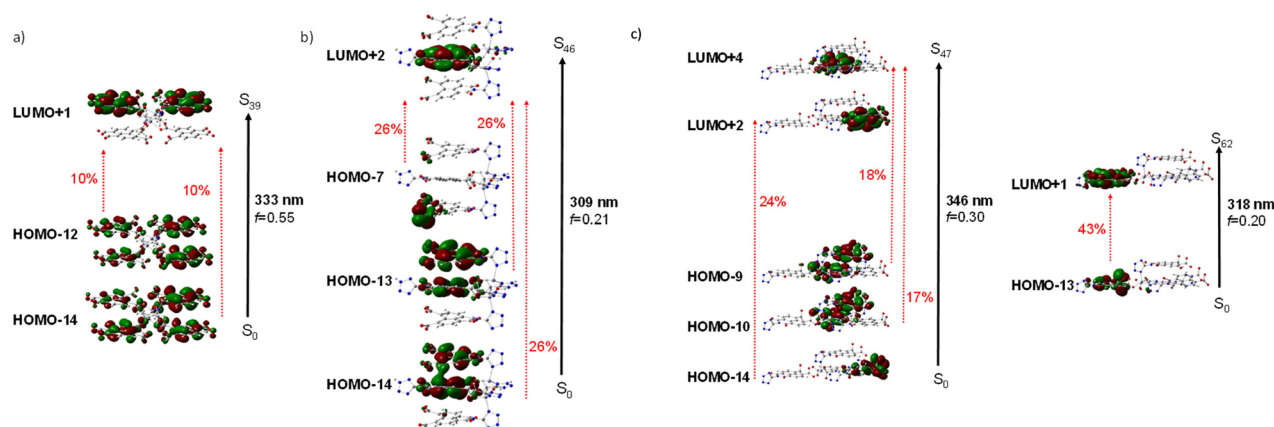 a)
LUMO+1
S39
10%
10%
333 nm
f=0.55
HOMO-12
HOMO-14
S0
b)
S46
LUMO+2
26%
26%
HOMO-7
309 nm
f=0.21
HOMO-13
26%
HOMO-14
S0
c)
S47
LUMO+4
LUMO+2
18%
24%
346 nm
f=0.30
HOMO-9
17%
HOMO-10
HOMO-14
S0
S62
LUMO+1
318 nm
f=0.20
43%
HOMO-13
S0